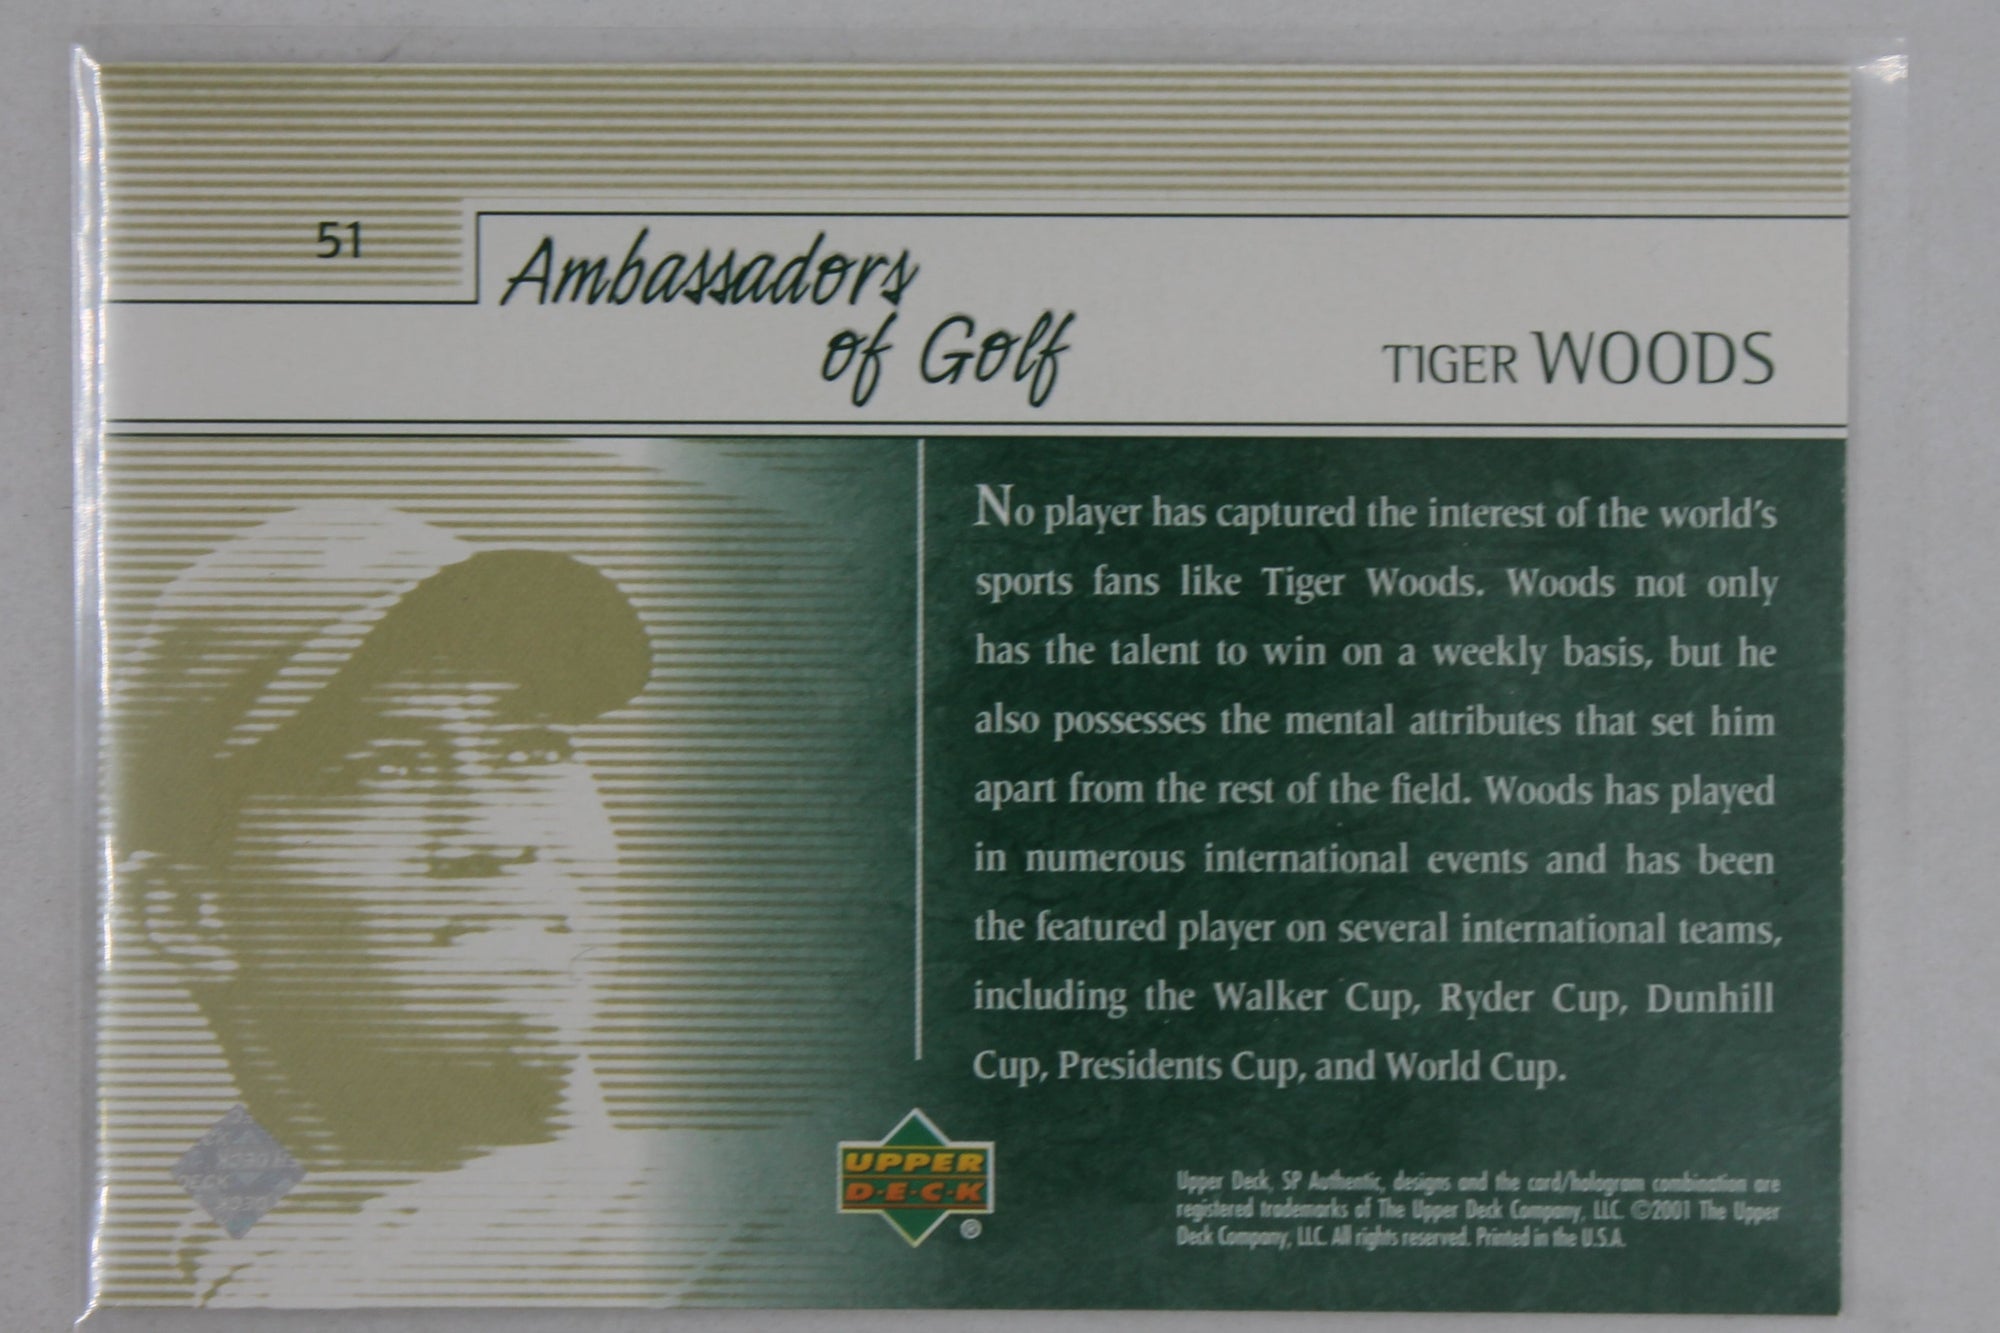 51
Ambassadors
of Golf
TIGER WOODS
No player has captured the interest of the world's
sports fans like Tiger Woods. Woods not only
has the talent to win on a weekly basis, but he
also possesses the mental attributes that set him
apart from the rest of the field. Woods has played
in numerous international events and has been
the featured player on several international teams,
including the Walker Cup, Ryder Cup, Dunhill
Cup, Presidents Cup, and World Cup.
UPPER
D·E·C·K
®
Upper Deck, SP Authentic, designs and the card/hologram combination are
registered trademarks of The Upper Deck Company, LLC. ©2001 The Upper
Deck Company, LLC. All rights reserved. Printed in the U.S.A.